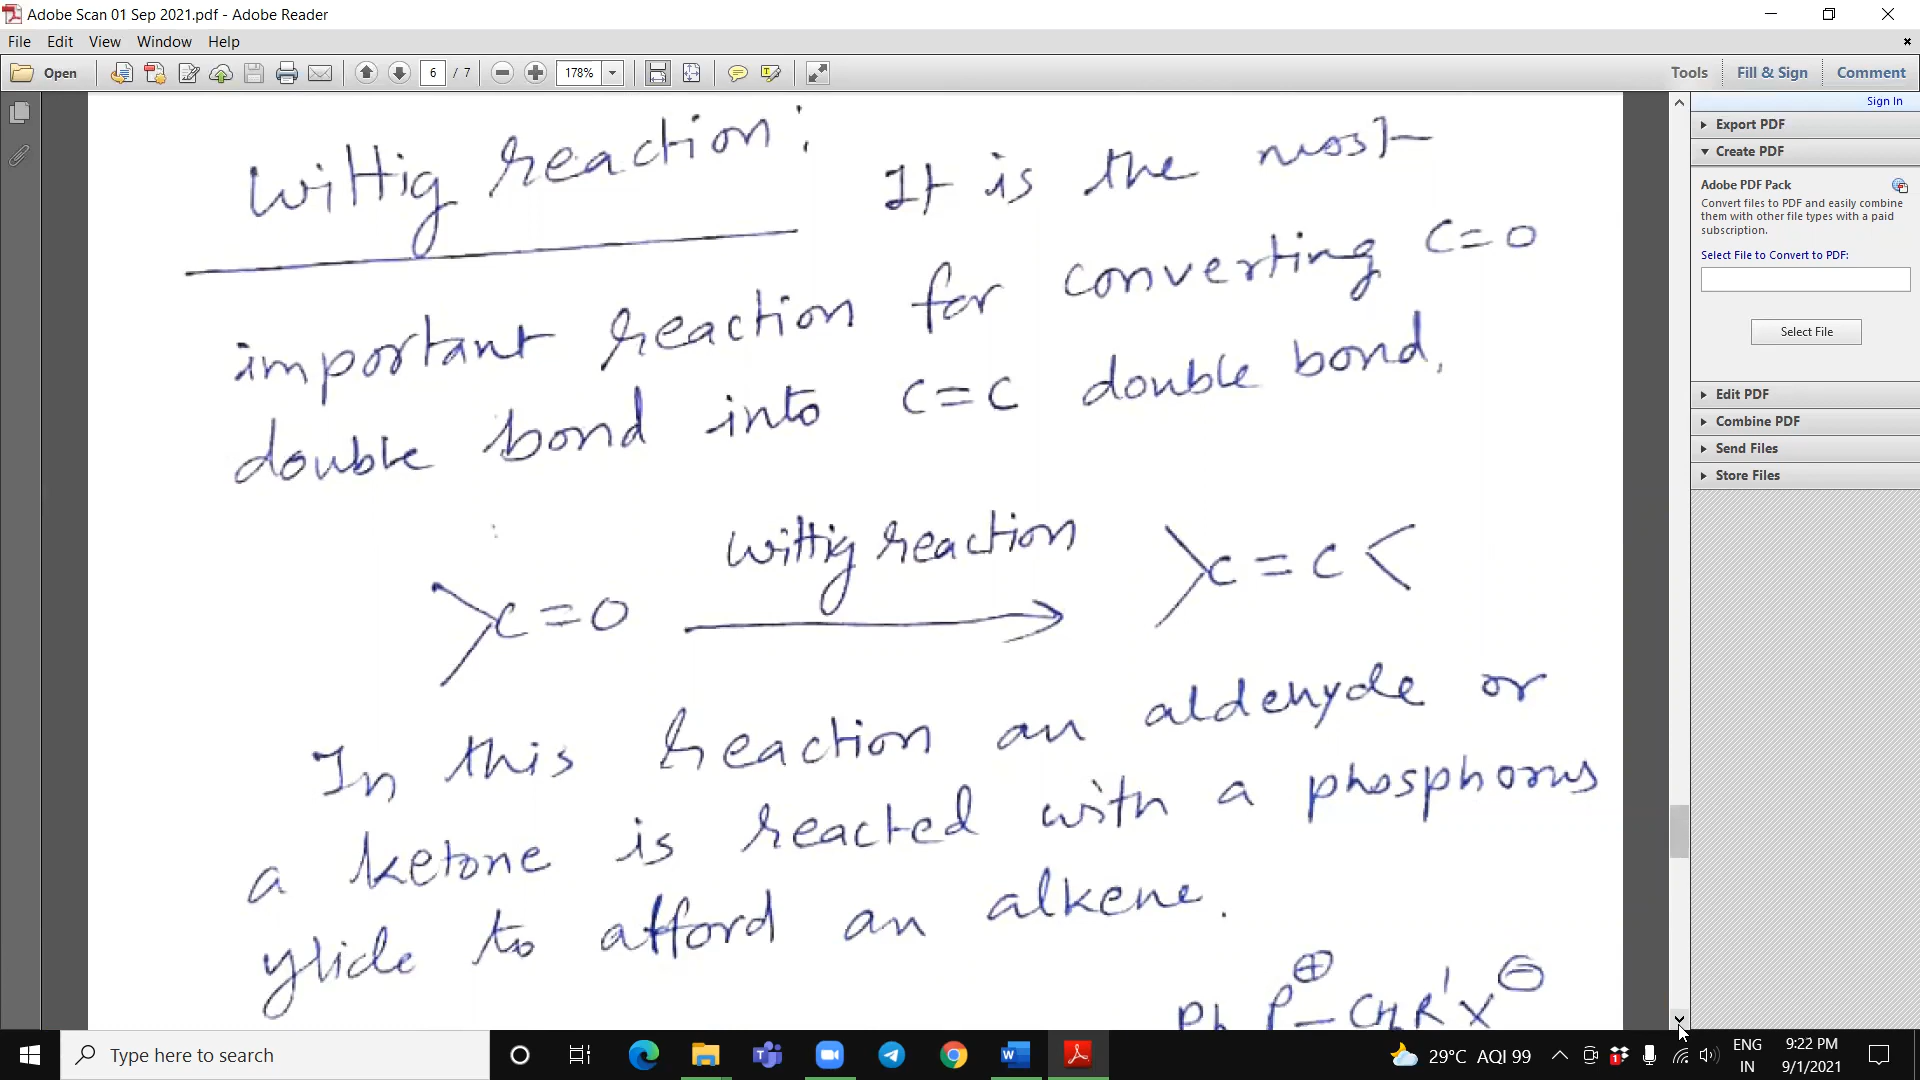 Adobe Scan 01 Sep 2021.pdf - Adobe Reader
File Edit View Window Help
Open 6 / 7 178% Tools Fill & Sign Comment
Sign In
Export PDF
Create PDF
Adobe PDF Pack
Convert files to PDF and easily combine
them with other file types with a paid
subscription.
Select File to Convert to PDF:
Select File
Edit PDF
Combine PDF
Send Files
Store Files
Wittig reaction: It is the most
important reaction for converting C=O
double bond into C=C double bond.
Wittig reaction
>C=O → >C=C<
In this reaction an aldehyde or
a ketone is reacted with a phosphorus
ylide to afford an alkene.
⊕ ⊖
Ph P–CH R' X
Type here to search
29°C AQI 99
ENG
IN
9:22 PM
9/1/2021